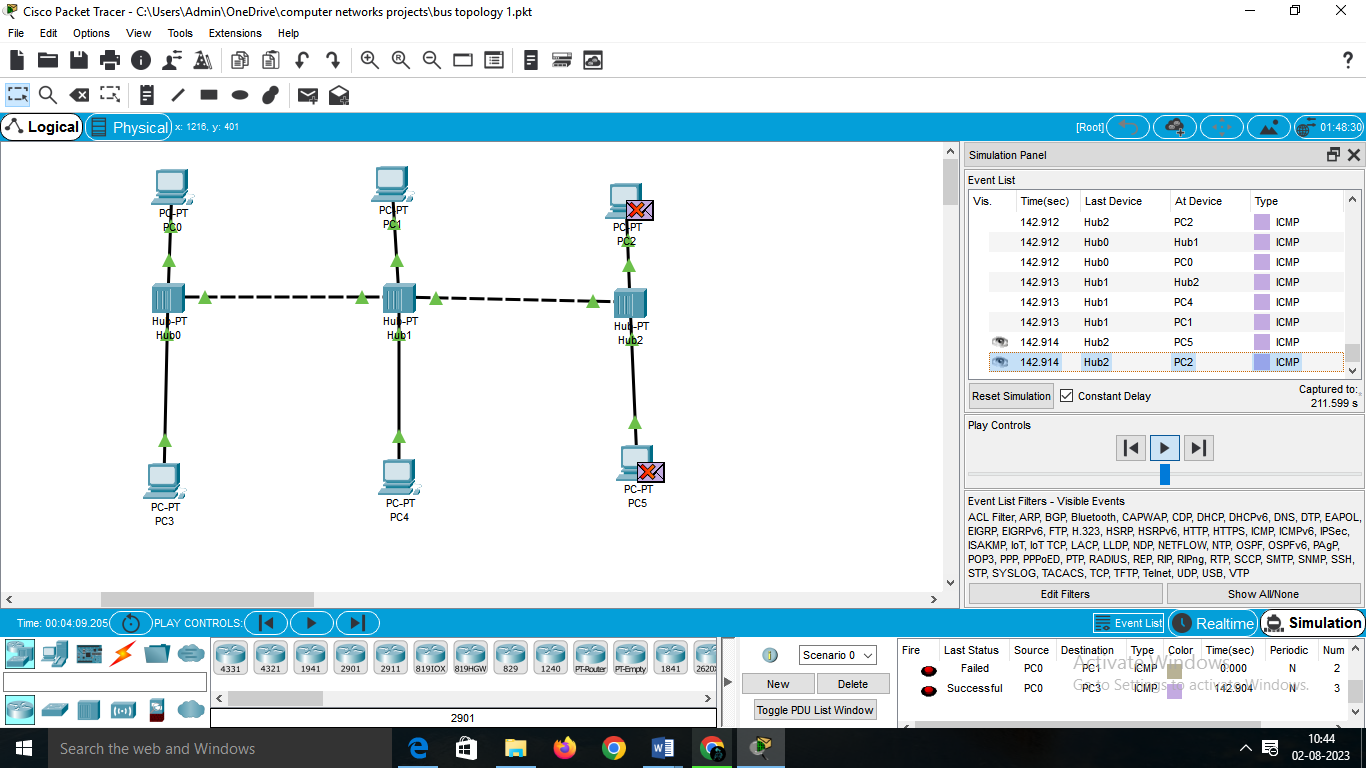 Cisco Packet Tracer - C:\Users\Admin\OneDrive\computer networks projects\bus topology 1.pkt
File Edit Options View Tools Extensions Help
Logical Physical x: 1216, y: 401 [Root] 01:48:30
PC-PT
PC0
PC-PT
PC1
PC-PT
PC2
Hub-PT
Hub0
Hub-PT
Hub1
Hub-PT
Hub2
PC-PT
PC3
PC-PT
PC4
PC-PT
PC5
Simulation Panel
Event List
Vis. Time(sec) Last Device At Device Type
142.912 Hub2 PC2 ICMP
142.912 Hub0 Hub1 ICMP
142.912 Hub0 PC0 ICMP
142.913 Hub1 Hub2 ICMP
142.913 Hub1 PC4 ICMP
142.913 Hub1 PC1 ICMP
142.914 Hub2 PC5 ICMP
142.914 Hub2 PC2 ICMP
Reset Simulation Constant Delay
Captured to:
211.599 s
Play Controls
Event List Filters - Visible Events
ACL Filter, ARP, BGP, Bluetooth, CAPWAP, CDP, DHCP, DHCPv6, DNS, DTP, EAPOL,
EIGRP, EIGRPv6, FTP, H.323, HSRP, HSRPv6, HTTP, HTTPS, ICMP, ICMPv6, IPSec,
ISAKMP, IoT, IoT TCP, LACP, LLDP, NDP, NETFLOW, NTP, OSPF, OSPFv6, PAgP,
POP3, PPP, PPPoED, PTP, RADIUS, REP, RIP, RIPng, RTP, SCCP, SMTP, SNMP, SSH,
STP, SYSLOG, TACACS, TCP, TFTP, Telnet, UDP, USB, VTP
Edit Filters Show All/None
Time: 00:04:09.205 PLAY CONTROLS: Event List Realtime Simulation
4331 4321 1941 2901 2911 819IOX 819HGW 829 1240 PT-Router PT-Empty 1841 2620X
2901
Scenario 0
New Delete
Toggle PDU List Window
Fire Last Status Source Destination Type Color Time(sec) Periodic Num
Failed PC0 PC1 ICMP 0.000 N 2
Successful PC0 PC3 ICMP 142.904 N 3
Activate Windows
Go to Settings to activate Windows.
Search the web and Windows
10:44
02-08-2023